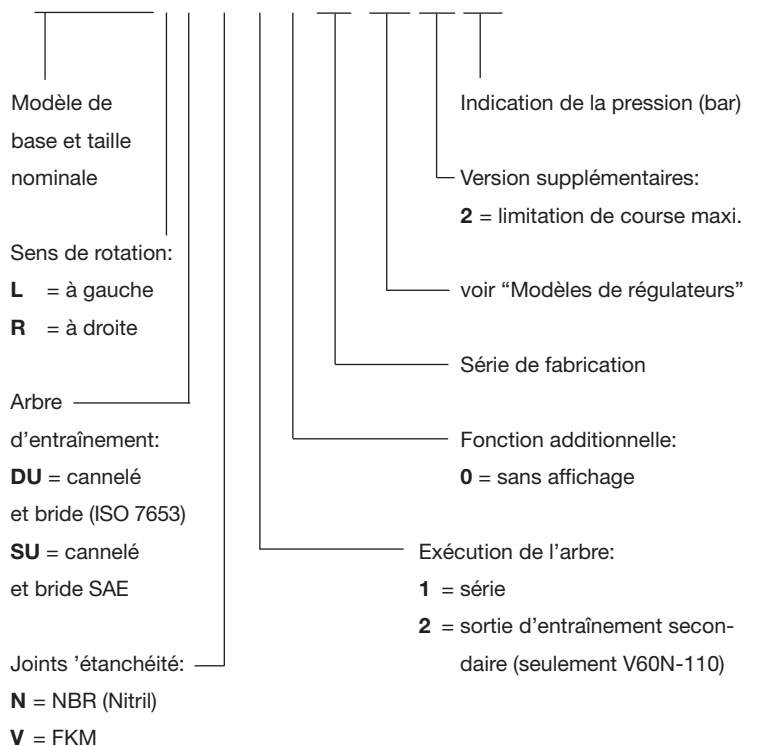 Modèle de
base et taille
nominale
Sens de rotation:
L = à gauche
R = à droite
Arbre
d'entraînement:
DU = cannelé
et bride (ISO 7653)
SU = cannelé
et bride SAE
Joints 'étanchéité:
N = NBR (Nitril)
V = FKM
Indication de la pression (bar)
Version supplémentaires:
2 = limitation de course maxi.
voir “Modèles de régulateurs”
Série de fabrication
Fonction additionnelle:
0 = sans affichage
Exécution de l'arbre:
1 = série
2 = sortie d'entraînement secon-
daire (seulement V60N-110)